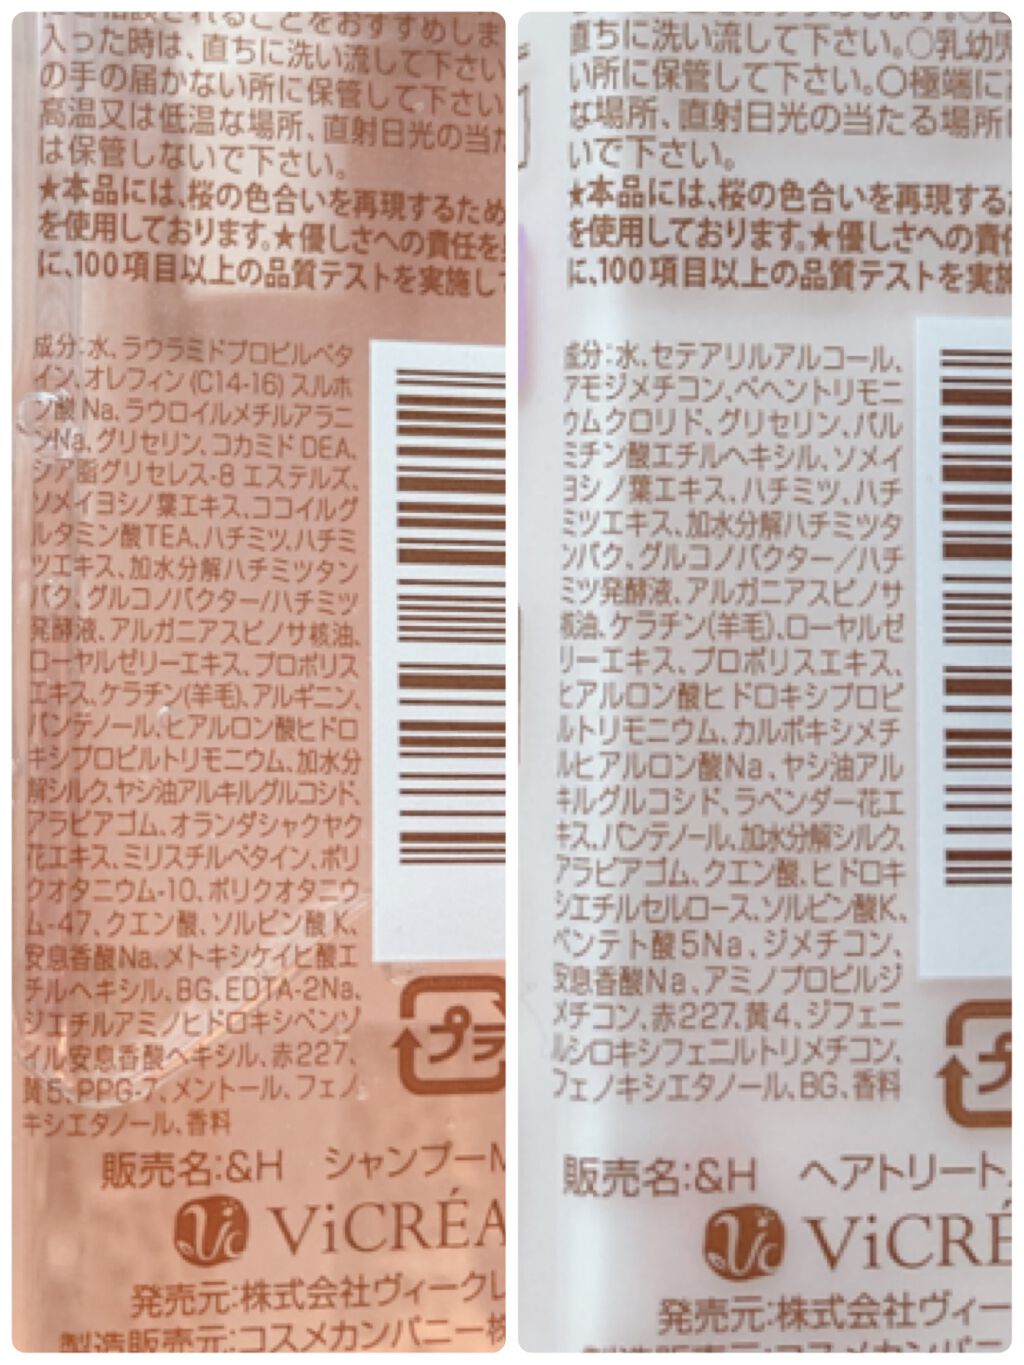 入った時は、直ちに洗い流して下さい
の手の届かない所に保管して下さい
高温又は低温な場所、直射日光の当た
は保管しないで下さい。
★本品には、桜の色合いを再現するため
を使用しております。★優しさへの責任を
に、100項目以上の品質テストを実施して
成分:水、ラウラミドプロピルベタ
イン、オレフィン(C14-16)スルホ
ン酸Na、ラウロイルメチルアラニ
ンNa、グリセリン、コカミドDEA、
シア脂グリセレス-8エステルズ、
ソメイヨシノ葉エキス、ココイルグ
ルタミン酸TEA、ハチミツ、ハチミ
ツエキス、加水分解ハチミツタン
パク、グルコノバクター/ハチミツ
発酵液、アルガニアスピノサ核油、
ローヤルゼリーエキス、プロポリス
エキス、ケラチン(羊毛)、アルギニン、
パンテノール、ヒアルロン酸ヒドロ
キシプロピルトリモニウム、加水分
解シルク、ヤシ油アルキルグルコシド、
アラビアゴム、オランダシャクヤク
花エキス、ミリスチルベタイン、ポリ
クオタニウム-10、ポリクオタニウ
ム-47、クエン酸、ソルビン酸K、
安息香酸Na、メトキシケイヒ酸エ
チルヘキシル、BG、EDTA-2Na、
ジエチルアミノヒドロキシベンゾ
イル安息香酸ヘキシル、赤227、
黄5、PPG-7、メントール、フェノ
キシエタノール、香料
プラ
販売名:&H シャンプーM
ViCRÉA
発売元:株式会社ヴィークレ
製造販売元:コスメカンパニー株
直ちに洗い流して下さい。○乳幼児
い所に保管して下さい。○極端に
な場所、直射日光の当たる場所
いで下さい。
★本品には、桜の色合いを再現する
を使用しております。★優しさへの責任
に、100項目以上の品質テストを実施
成分:水、セテアリルアルコール、
アモジメチコン、ベヘントリモニ
ウムクロリド、グリセリン、パル
ミチン酸エチルヘキシル、ソメイ
ヨシノ葉エキス、ハチミツ、ハチ
ミツエキス、加水分解ハチミツタ
ンパク、グルコノバクター/ハチ
ミツ発酵液、アルガニアスピノサ
核油、ケラチン(羊毛)、ローヤルゼ
リーエキス、プロポリスエキス、
ヒアルロン酸ヒドロキシプロピ
ルトリモニウム、カルボキシメチ
ルヒアルロン酸Na、ヤシ油アル
キルグルコシド、ラベンダー花エ
キス、パンテノール、加水分解シルク、
アラビアゴム、クエン酸、ヒドロキ
シエチルセルロース、ソルビン酸K、
ペンテト酸5Na、ジメチコン、
安息香酸Na、アミノプロピルジ
メチコン、赤227、黄4、ジフェニ
ルシロキシフェニルトリメチコン、
フェノキシエタノール、BG、香料
販売名:&H ヘアトリート
ViCRÉ
発売元:株式会社ヴィー